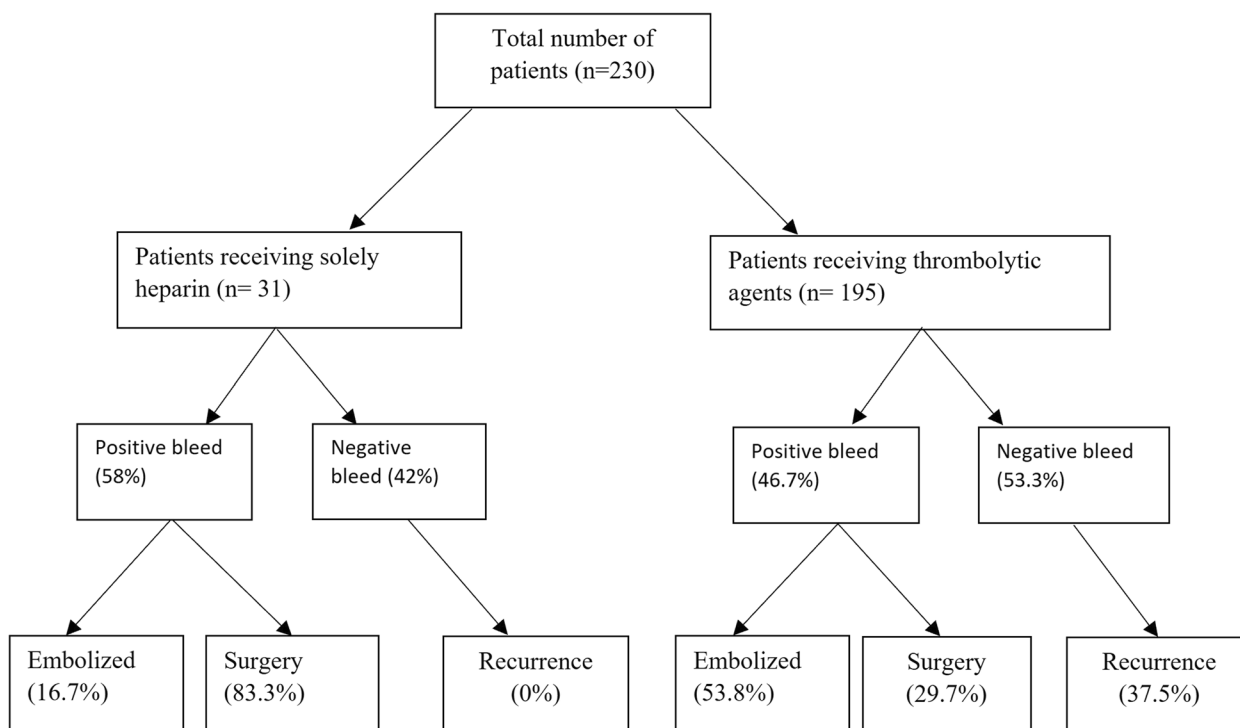 Total number of
patients (n=230)
Patients receiving solely
heparin (n= 31)
Patients receiving thrombolytic
agents (n= 195)
Positive bleed
(58%)
Negative
bleed (42%)
Positive bleed
(46.7%)
Negative bleed
(53.3%)
Embolized
(16.7%)
Surgery
(83.3%)
Recurrence
(0%)
Embolized
(53.8%)
Surgery
(29.7%)
Recurrence
(37.5%)